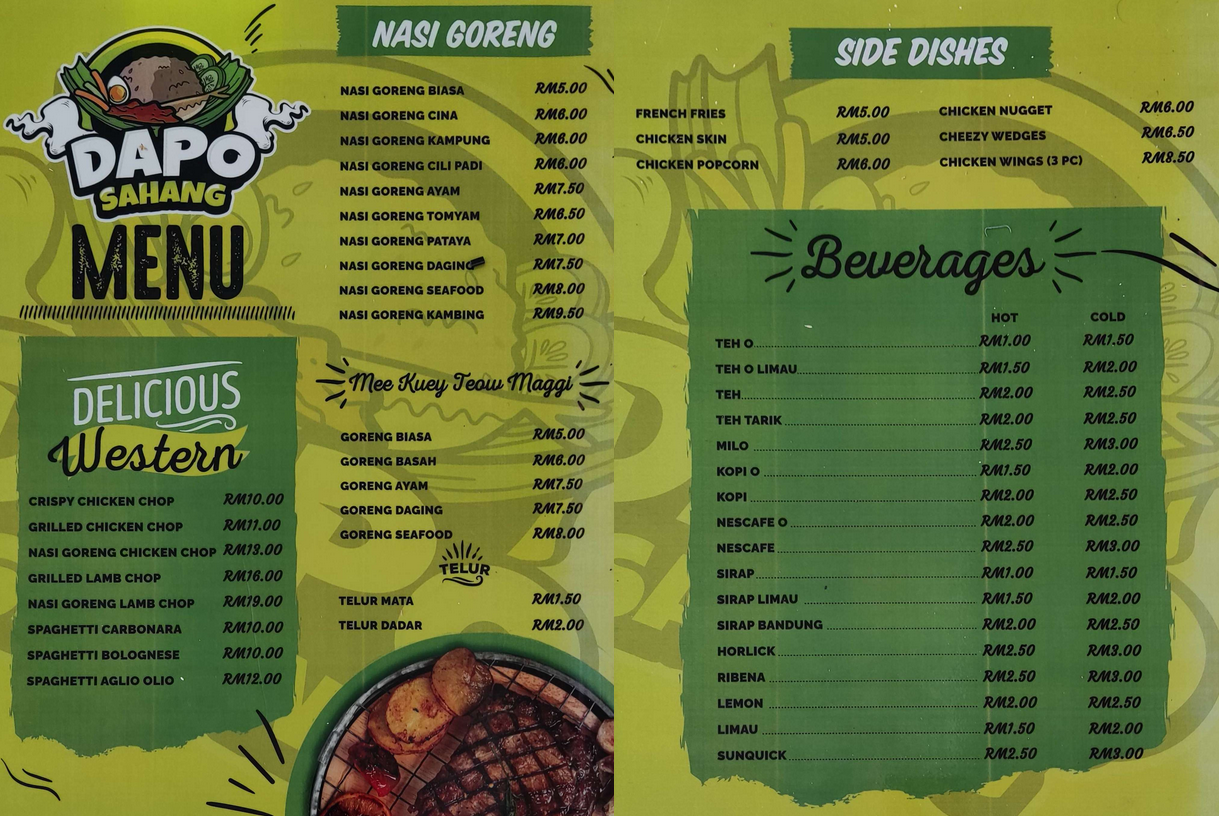 DAPO
SAHANG
MENU
DELICIOUS
Western
CRISPY CHICKEN CHOP RM10.00
GRILLED CHICKEN CHOP RM11.00
NASI GORENG CHICKEN CHOP RM13.00
GRILLED LAMB CHOP RM16.00
NASI GORENG LAMB CHOP RM19.00
SPAGHETTI CARBONARA RM10.00
SPAGHETTI BOLOGNESE RM10.00
SPAGHETTI AGLIO OLIO RM12.00
NASI GORENG
NASI GORENG BIASA RM5.00
NASI GORENG CINA RM6.00
NASI GORENG KAMPUNG RM6.00
NASI GORENG CILI PADI RM6.00
NASI GORENG AYAM RM7.50
NASI GORENG TOMYAM RM6.50
NASI GORENG PATAYA RM7.00
NASI GORENG DAGING RM7.50
NASI GORENG SEAFOOD RM8.00
NASI GORENG KAMBING RM9.50
Mee Kuey Teow Maggi
GORENG BIASA RM5.00
GORENG BASAH RM6.00
GORENG AYAM RM7.50
GORENG DAGING RM7.50
GORENG SEAFOOD RM8.00
TELUR
TELUR MATA RM1.50
TELUR DADAR RM2.00
SIDE DISHES
FRENCH FRIES RM5.00
CHICKEN SKIN RM5.00
CHICKEN POPCORN RM6.00
CHICKEN NUGGET RM6.00
CHEEZY WEDGES RM6.50
CHICKEN WINGS (3 PC) RM8.50
Beverages
HOT COLD
TEH O RM1.00 RM1.50
TEH O LIMAU RM1.50 RM2.00
TEH RM2.00 RM2.50
TEH TARIK RM2.00 RM2.50
MILO RM2.50 RM3.00
KOPI O RM1.50 RM2.00
KOPI RM2.00 RM2.50
NESCAFE O RM2.00 RM2.50
NESCAFE RM2.50 RM3.00
SIRAP RM1.00 RM1.50
SIRAP LIMAU RM1.50 RM2.00
SIRAP BANDUNG RM2.00 RM2.50
HORLICK RM2.50 RM3.00
RIBENA RM2.50 RM3.00
LEMON RM2.00 RM2.50
LIMAU RM1.50 RM2.50
SUNQUICK RM2.50 RM3.00